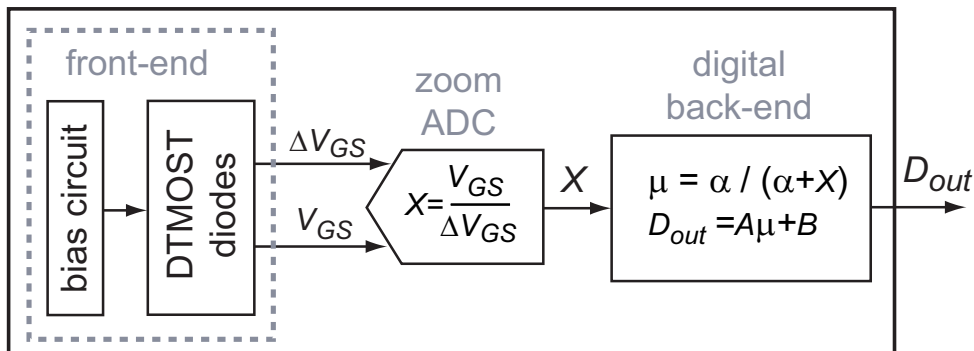 front-end
bias circuit
DTMOST
diodes
ΔV_GS
V_GS
zoom
ADC
X= V_GS / ΔV_GS
X
digital
back-end
μ = α / (α+X)
D_out =Aμ+B
D_out